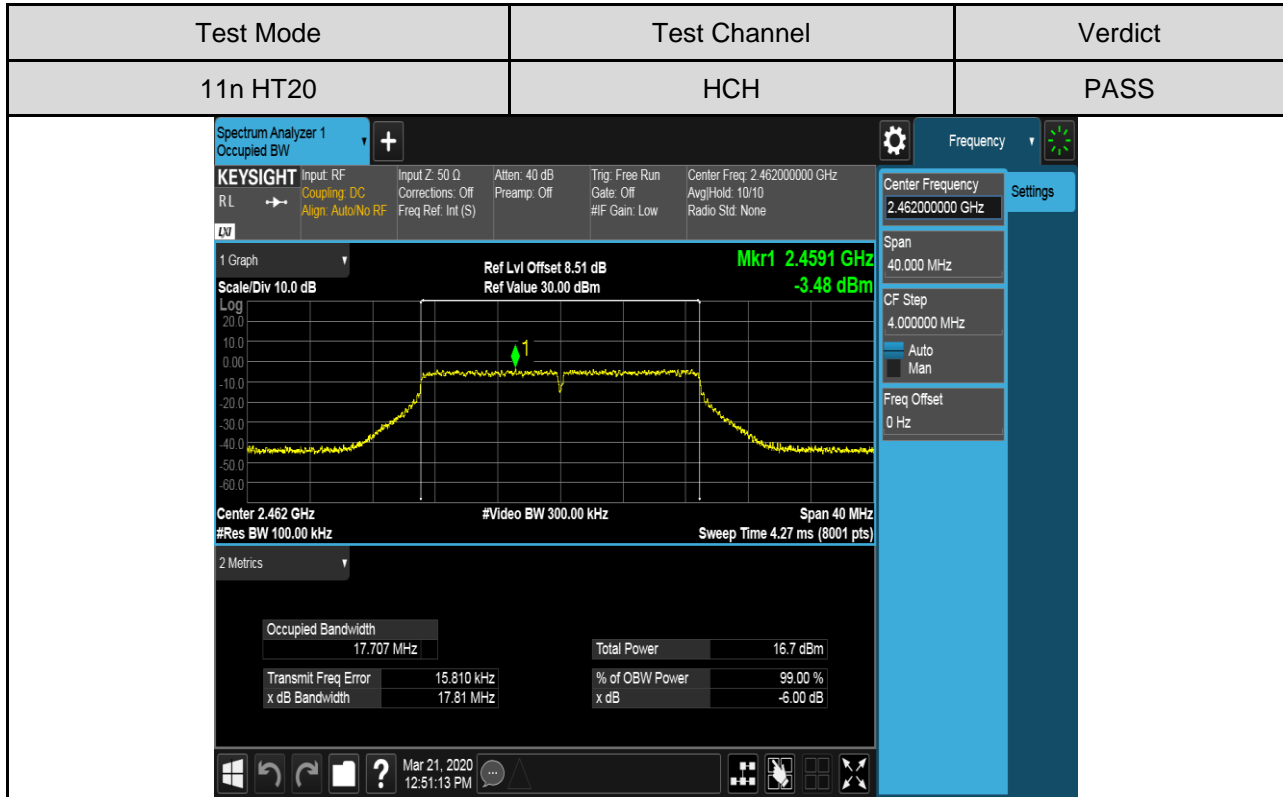 Test Mode Test Channel Verdict
11n HT20 HCH PASS
Spectrum Analyzer 1
Occupied BW
+
Frequency
KEYSIGHT Input: RF Input Z: 50 Ω Atten: 40 dB Trig: Free Run Center Freq: 2.462000000 GHz
RL Coupling: DC Corrections: Off Preamp: Off Gate: Off Avg|Hold: 10/10
Align: Auto/No RF Freq Ref: Int (S) #IF Gain: Low Radio Std: None
LXI
Center Frequency Settings
2.462000000 GHz
Span
40.000 MHz
CF Step
4.000000 MHz
Auto
Man
Freq Offset
0 Hz
1 Graph Ref Lvl Offset 8.51 dB Mkr1 2.4591 GHz
Scale/Div 10.0 dB Ref Value 30.00 dBm -3.48 dBm
Log
20.0
10.0
1
0.00
-10.0
-20.0
-30.0
-40.0
-50.0
-60.0
Center 2.462 GHz #Video BW 300.00 kHz Span 40 MHz
#Res BW 100.00 kHz Sweep Time 4.27 ms (8001 pts)
2 Metrics
Occupied Bandwidth
17.707 MHz Total Power 16.7 dBm
Transmit Freq Error 15.810 kHz % of OBW Power 99.00 %
x dB Bandwidth 17.81 MHz x dB -6.00 dB
? Mar 21, 2020
12:51:13 PM